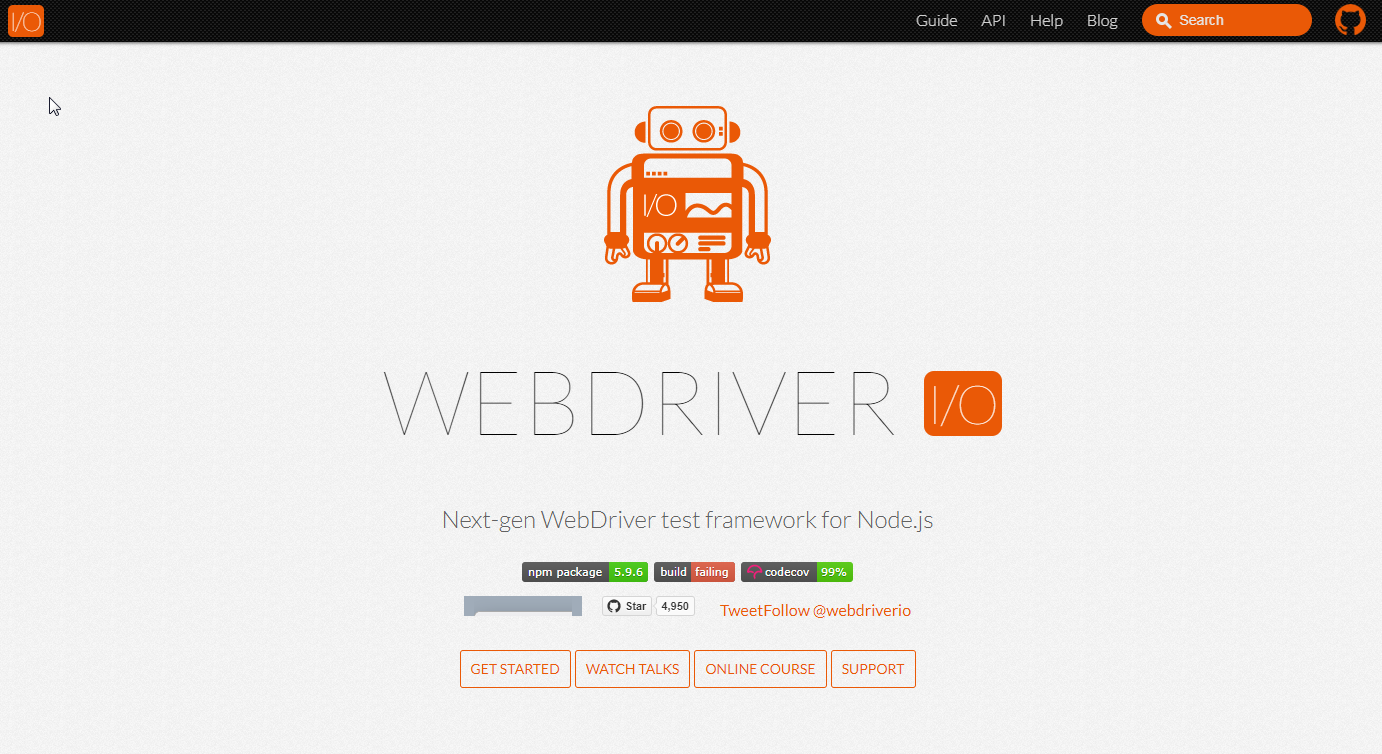 I/O Guide API Help Blog Search
I/O
WEBDRIVER I/O
Next-gen WebDriver test framework for Node.js
npm package 5.9.6 build failing codecov 99%
Star 4,950 TweetFollow @webdriverio
GET STARTED WATCH TALKS ONLINE COURSE SUPPORT